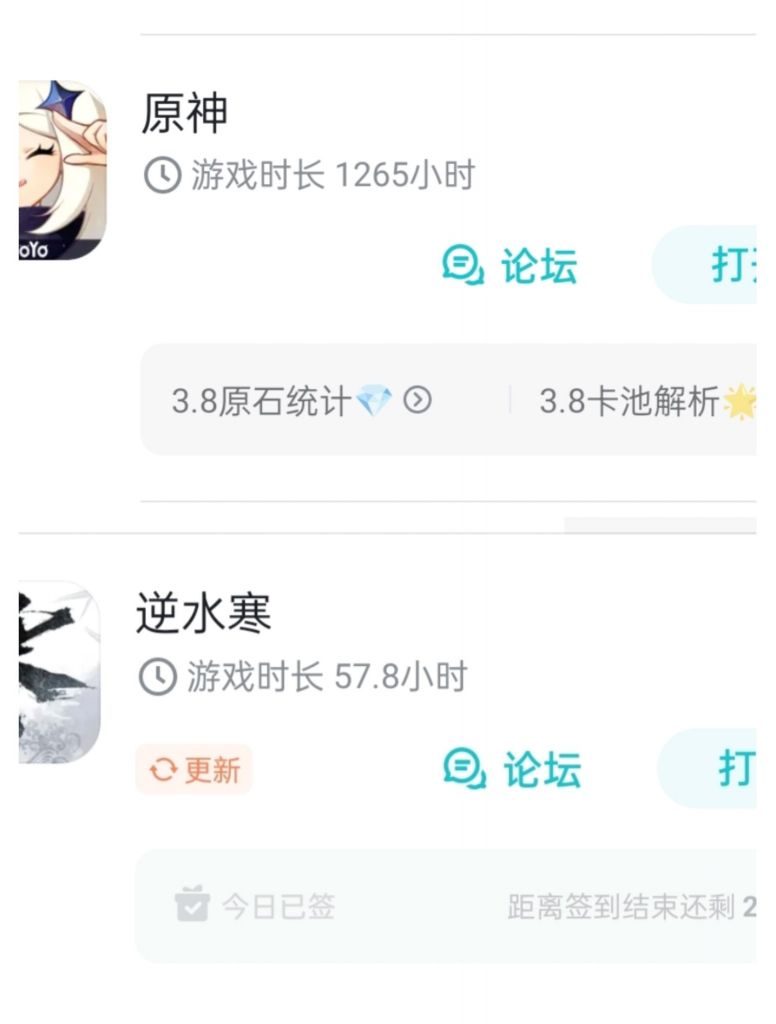 原神
游戏时长 1265小时
oYo
论坛
打开
3.8原石统计💎
3.8卡池解析🌟
逆水寒
游戏时长 57.8小时
更新
论坛
打
今日已签
距离签到结束还剩 2